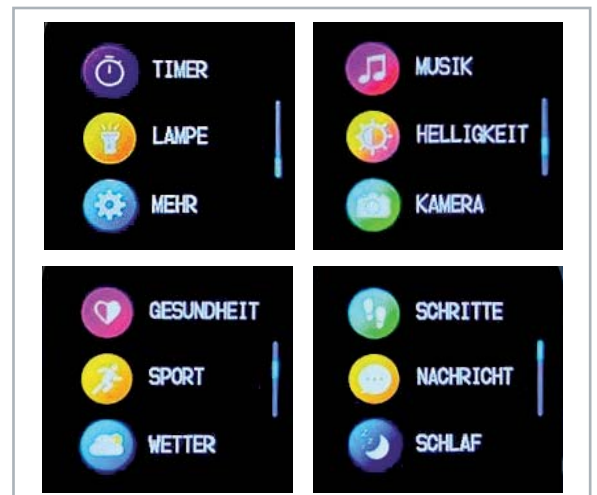 TIMER
LAMPE
MEHR
MUSIK
HELLIGKEIT
KAMERA
GESUNDHEIT
SPORT
WETTER
SCHRITTE
NACHRICHT
SCHLAF